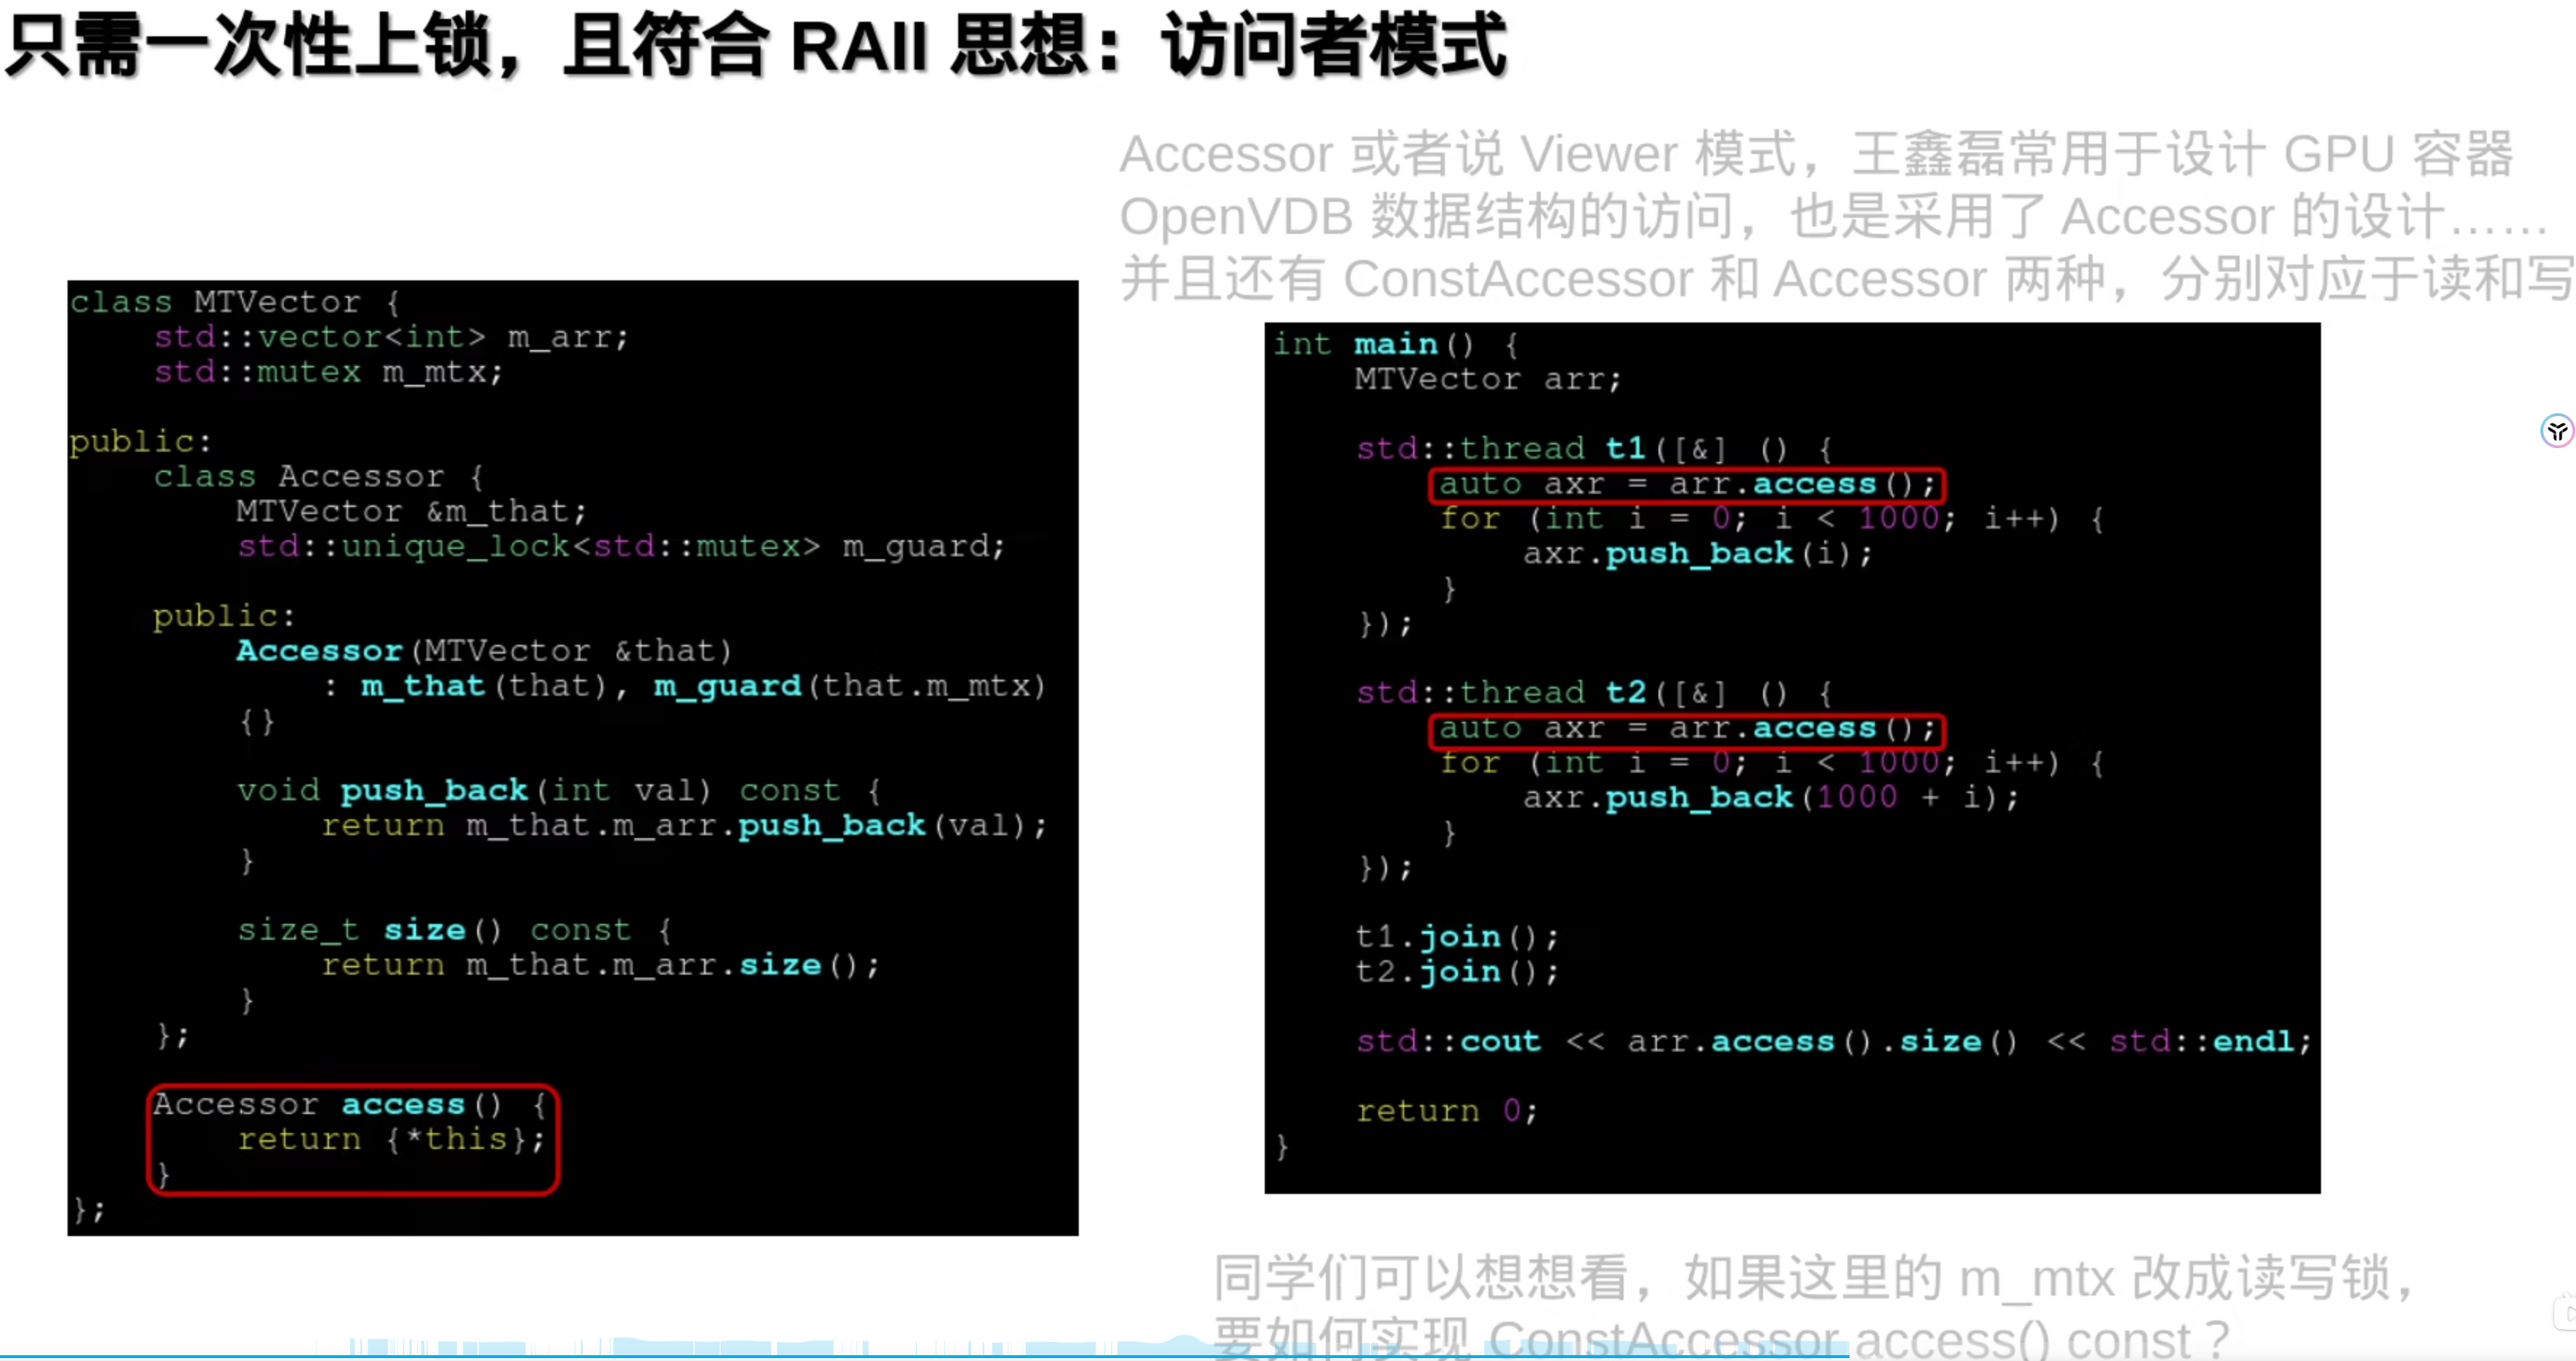 只需一次性上锁，且符合 RAII 思想：访问者模式
Accessor 或者说 Viewer 模式，王鑫磊常用于设计 GPU 容器
OpenVDB 数据结构的访问，也是采用了 Accessor 的设计……
并且还有 ConstAccessor 和 Accessor 两种，分别对应于读和写
class MTVector {
    std::vector<int> m_arr;
    std::mutex m_mtx;
public:
    class Accessor {
        MTVector &m_that;
        std::unique_lock<std::mutex> m_guard;
    public:
        Accessor(MTVector &that)
            : m_that(that), m_guard(that.m_mtx)
        {}
        void push_back(int val) const {
            return m_that.m_arr.push_back(val);
        }
        size_t size() const {
            return m_that.m_arr.size();
        }
    };
    Accessor access() {
        return {*this};
    }
};
int main() {
    MTVector arr;
    std::thread t1([&] () {
        auto axr = arr.access();
        for (int i = 0; i < 1000; i++) {
            axr.push_back(i);
        }
    });
    std::thread t2([&] () {
        auto axr = arr.access();
        for (int i = 0; i < 1000; i++) {
            axr.push_back(1000 + i);
        }
    });
    t1.join();
    t2.join();
    std::cout << arr.access().size() << std::endl;
    return 0;
}
同学们可以想想看，如果这里的 m_mtx 改成读写锁，
要如何实现 ConstAccessor access() const？